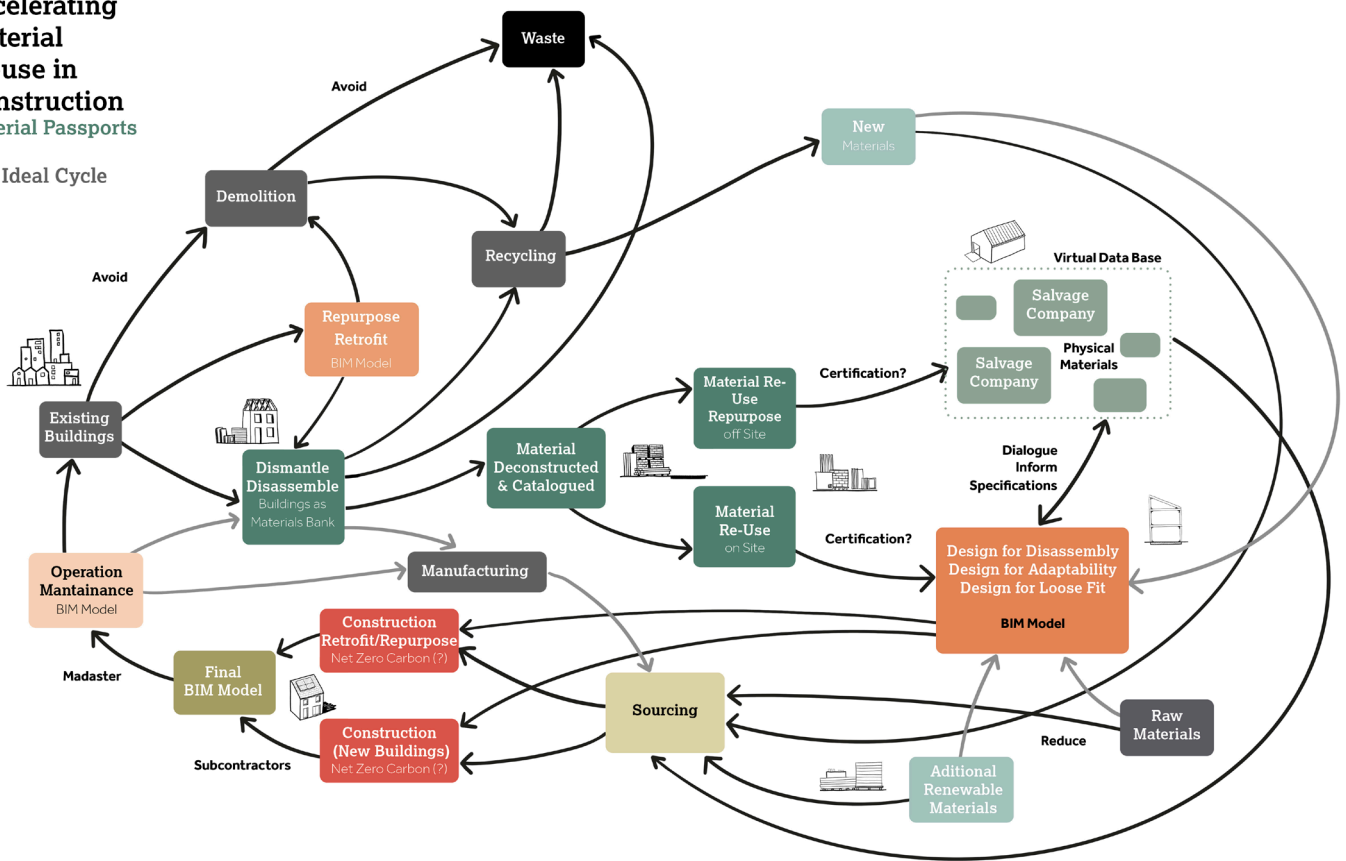 celerating
terial
use in
nstruction
erial Passports
Ideal Cycle
Waste
Avoid
New
Materials
Demolition
Recycling
Avoid
Virtual Data Base
Salvage
Company
Repurpose
Retrofit
BIM Model
Physical
Materials
Salvage
Company
Certification?
Material Re-
Use
Repurpose
off Site
Existing
Buildings
Material
Deconstructed
& Catalogued
Dismantle
Disassemble
Buildings as
Materials Bank
Dialogue
Inform
Specifications
Material
Re-Use
on Site
Certification?
Design for Disassembly
Design for Adaptability
Design for Loose Fit
BIM Model
Operation
Mantainance
BIM Model
Manufacturing
Construction
Retrofit/Repurpose
Net Zero Carbon (?)
Madaster
Final
BIM Model
Sourcing
Raw
Materials
Reduce
Construction
(New Buildings)
Net Zero Carbon (?)
Subcontractors
Aditional
Renewable
Materials